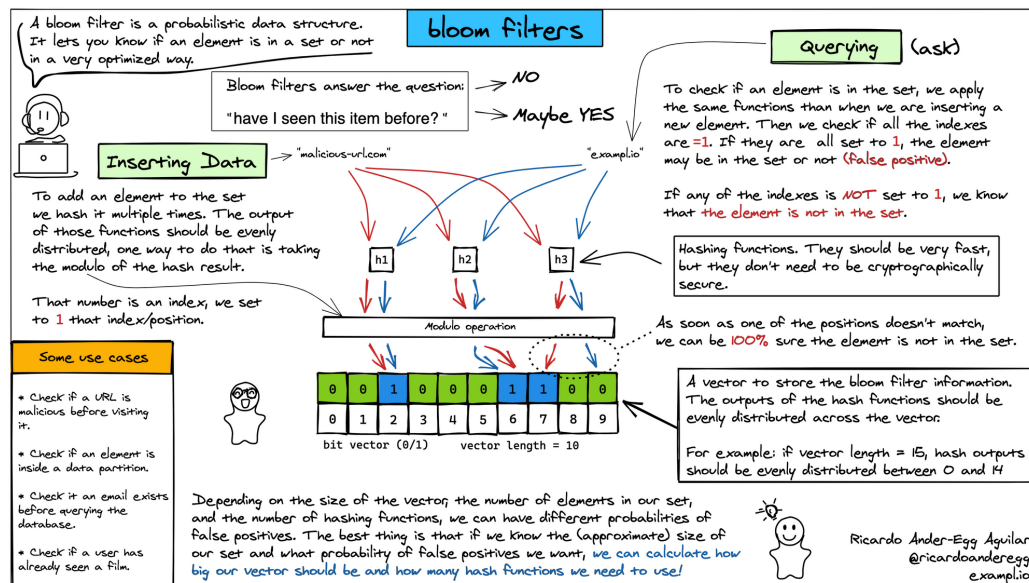 bloom filters
A bloom filter is a probabilistic data structure.
It lets you know if an element is in a set or not
in a very optimized way.
Bloom filters answer the question:
"have I seen this item before?"
NO
Maybe YES
Querying
(ask)
To check if an element is in the set, we apply
the same functions than when we are inserting a
new element. Then we check if all the indexes
are =1. If they are all set to 1, the element
may be in the set or not (false positive).
If any of the indexes is NOT set to 1, we know
that the element is not in the set.
Inserting Data
"malicious-url.com"
"exampl.io"
To add an element to the set
we hash it multiple times. The output
of those functions should be evenly
distributed, one way to do that is taking
the modulo of the hash result.
That number is an index, we set
to 1 that index/position.
h1
h2
h3
Hashing functions. They should be very fast,
but they don't need to be cryptographically
secure.
Modulo operation
As soon as one of the positions doesn't match,
we can be 100% sure the element is not in the set.
0 0 1 0 0 0 1 1 0 0
0 1 2 3 4 5 6 7 8 9
bit vector (0/1)
vector length = 10
A vector to store the bloom filter information.
The outputs of the hash functions should be
evenly distributed across the vector.
For example: if vector length = 15, hash outputs
should be evenly distributed between 0 and 14
Some use cases
* Check if a URL is
malicious before visiting
it.
* Check if an element is
inside a data partition.
* Check it an email exists
before querying the
database.
* Check if a user has
already seen a film.
Depending on the size of the vector, the number of elements in our set,
and the number of hashing functions, we can have different probabilities of
false positives. The best thing is that if we know the (approximate) size of
our set and what probability of false positives we want, we can calculate how
big our vector should be and how many hash functions we need to use!
Ricardo Ander-Egg Aguilar
@ricardoanderegg
exampl.io